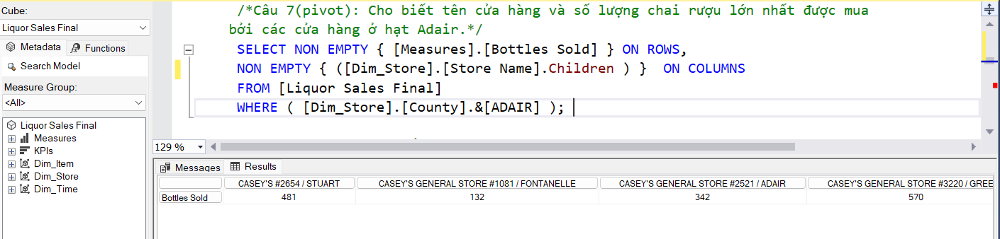 Cube:
Liquor Sales Final
Metadata
Functions
Search Model
Measure Group:
<All>
Liquor Sales Final
Measures
KPIs
Dim_Item
Dim_Store
Dim_Time
/*Câu 7(pivot): Cho biết tên cửa hàng và số lượng chai rượu lớn nhất được mua
bởi các cửa hàng ở hạt Adair.*/
SELECT NON EMPTY { [Measures].[Bottles Sold] } ON ROWS,
NON EMPTY { ([Dim_Store].[Store Name].Children ) }  ON COLUMNS
FROM [Liquor Sales Final]
WHERE ( [Dim_Store].[County].&[ADAIR] );
129 %
Messages
Results
CASEY'S #2654 / STUART CASEY'S GENERAL STORE #1081 / FONTANELLE CASEY'S GENERAL STORE #2521 / ADAIR CASEY'S GENERAL STORE #3220 / GREE
Bottles Sold 481 132 342 570